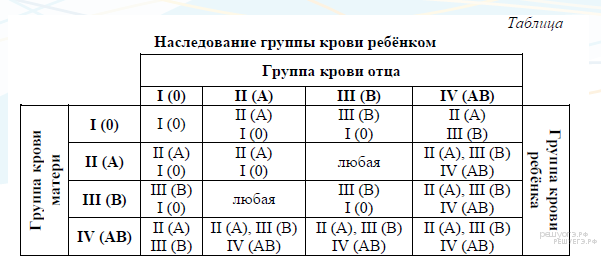 Таблица
Наследование группы крови ребёнком
Группа крови отца
I (0) II (A) III (B) IV (AB)
Группа крови матери
Группа крови ребёнка
I (0) I (0) II (A) III (B) II (A)
I (0) I (0) III (B)
II (A) II (A) II (A) любая II (A), III (B)
I (0) I (0) IV (AB)
III (B) III (B) любая III (B) II (A), III (B)
I (0) I (0) IV (AB)
IV (AB) II (A) II (A), III (B) II (A), III (B) II (A), III (B)
III (B) IV (AB) IV (AB) IV (AB)
РЕШУОГЭ.РФ
РЕШУЕГЭ.РФ